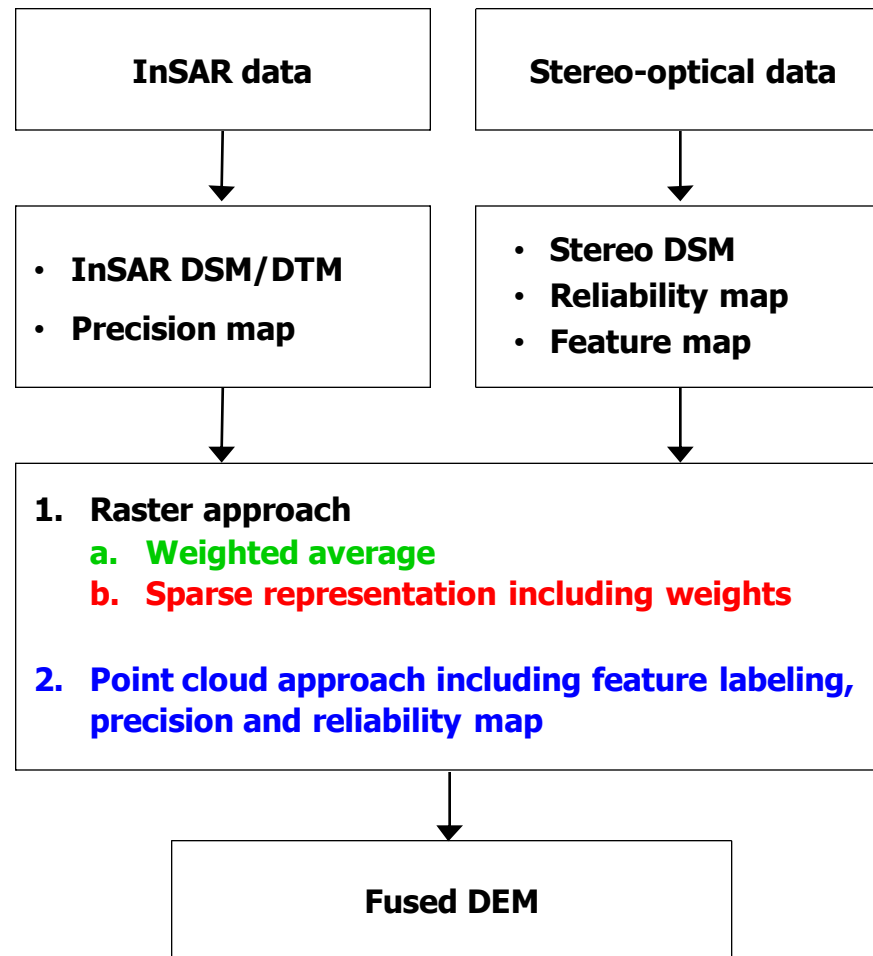 InSAR data
Stereo-optical data
• InSAR DSM/DTM
• Precision map
• Stereo DSM
• Reliability map
• Feature map
1. Raster approach
a. Weighted average
b. Sparse representation including weights
2. Point cloud approach including feature labeling,
precision and reliability map
Fused DEM